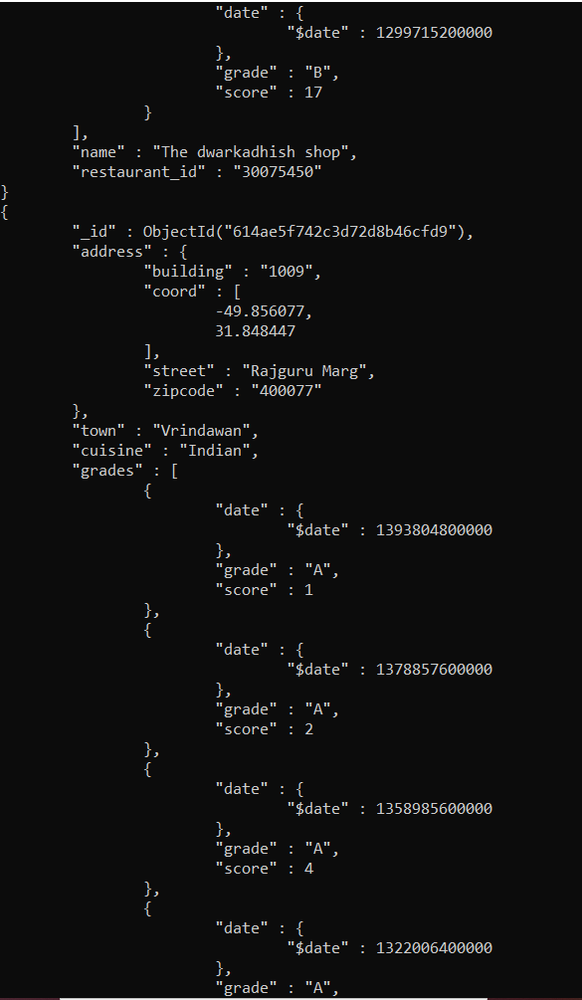 "date" : {
"$date" : 1299715200000
},
"grade" : "B",
"score" : 17
}
],
"name" : "The dwarkadhish shop",
"restaurant_id" : "30075450"
}
{
"_id" : ObjectId("614ae5f742c3d72d8b46cfd9"),
"address" : {
"building" : "1009",
"coord" : [
-49.856077,
31.848447
],
"street" : "Rajguru Marg",
"zipcode" : "400077"
},
"town" : "Vrindawan",
"cuisine" : "Indian",
"grades" : [
{
"date" : {
"$date" : 1393804800000
},
"grade" : "A",
"score" : 1
},
{
"date" : {
"$date" : 1378857600000
},
"grade" : "A",
"score" : 2
},
{
"date" : {
"$date" : 1358985600000
},
"grade" : "A",
"score" : 4
},
{
"date" : {
"$date" : 1322006400000
},
"grade" : "A",